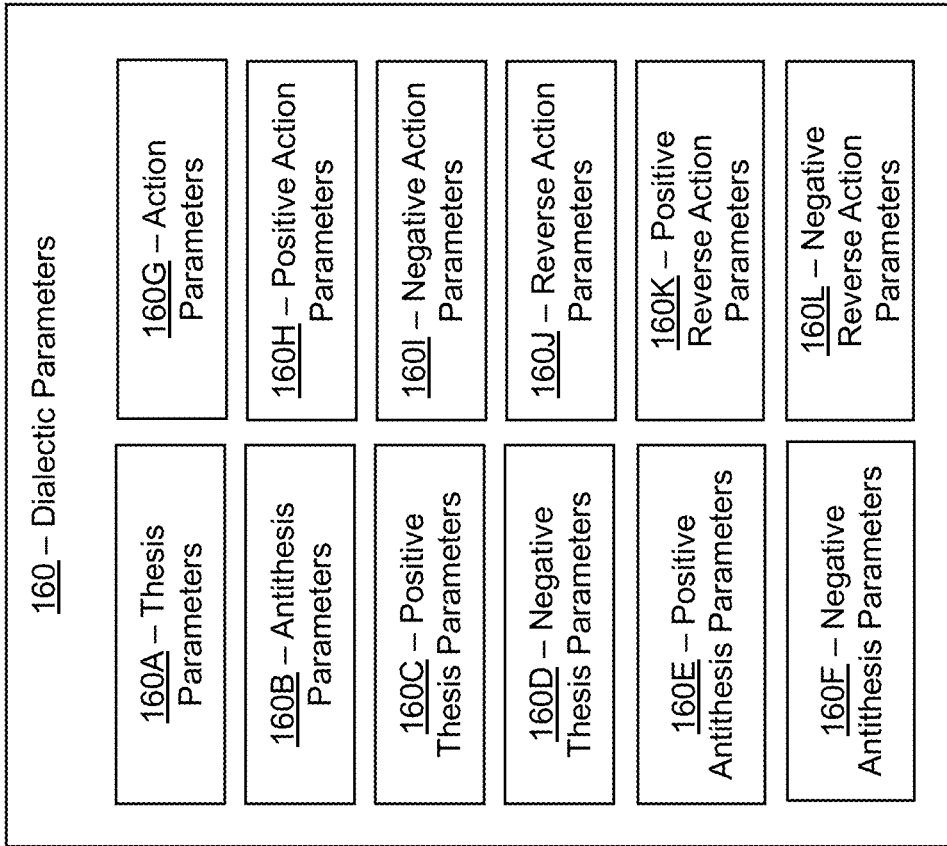 160 – Dialectic Parameters
160A – Thesis
Parameters
160B – Antithesis
Parameters
160C – Positive
Thesis Parameters
160D – Negative
Thesis Parameters
160E – Positive
Antithesis Parameters
160F – Negative
Antithesis Parameters
160G – Action
Parameters
160H – Positive Action
Parameters
160I – Negative Action
Parameters
160J – Reverse Action
Parameters
160K – Positive
Reverse Action
Parameters
160L – Negative
Reverse Action
Parameters